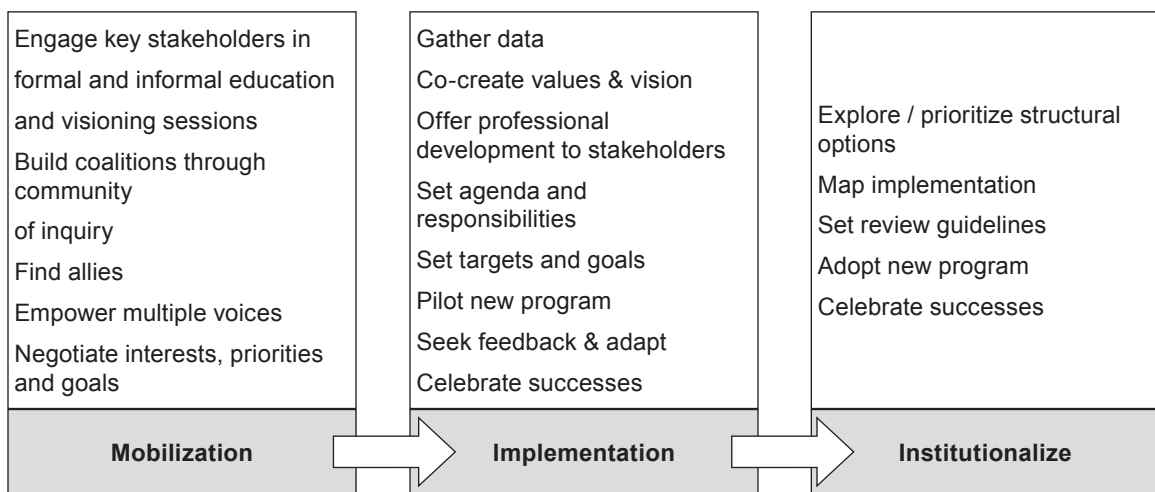 Engage key stakeholders in
formal and informal education
and visioning sessions
Build coalitions through
community
of inquiry
Find allies
Empower multiple voices
Negotiate interests, priorities
and goals
Mobilization
Gather data
Co-create values & vision
Offer professional
development to stakeholders
Set agenda and
responsibilities
Set targets and goals
Pilot new program
Seek feedback & adapt
Celebrate successes
Implementation
Explore / prioritize structural
options
Map implementation
Set review guidelines
Adopt new program
Celebrate successes
Institutionalize